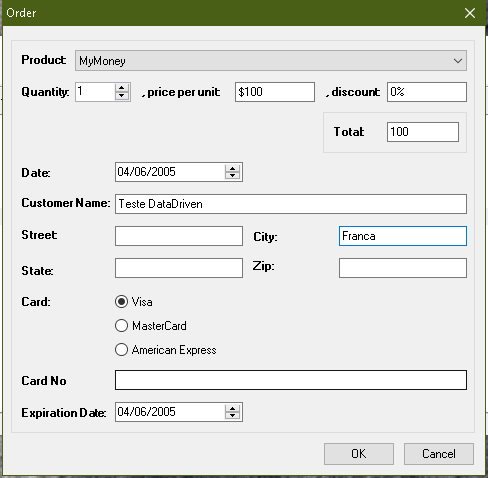 Order
Product: MyMoney
Quantity: 1 , price per unit: $100 , discount: 0%
Total: 100
Date: 04/06/2005
Customer Name: Teste DataDriven
Street: City: Franca
State: Zip:
Card: Visa
MasterCard
American Express
Card No
Expiration Date: 04/06/2005
OK Cancel